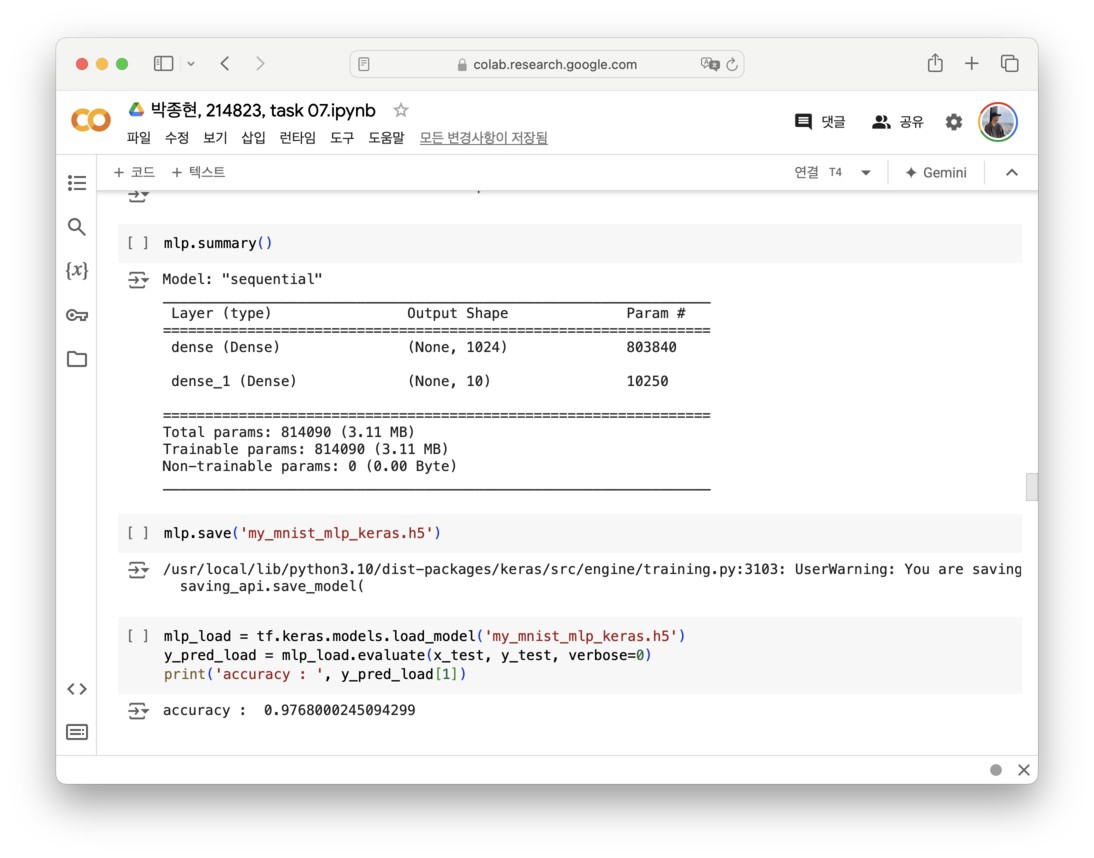 colab.research.google.com
박종현, 214823, task 07.ipynb
파일 수정 보기 삽입 런타임 도구 도움말 모든 변경사항이 저장됨
댓글 공유
+ 코드 + 텍스트
연결 T4 Gemini
[ ] mlp.summary()
Model: "sequential"
Layer (type) Output Shape Param #
=================================================================
dense (Dense) (None, 1024) 803840
dense_1 (Dense) (None, 10) 10250
=================================================================
Total params: 814090 (3.11 MB)
Trainable params: 814090 (3.11 MB)
Non-trainable params: 0 (0.00 Byte)
[ ] mlp.save('my_mnist_mlp_keras.h5')
/usr/local/lib/python3.10/dist-packages/keras/src/engine/training.py:3103: UserWarning: You are saving
saving_api.save_model(
[ ] mlp_load = tf.keras.models.load_model('my_mnist_mlp_keras.h5')
y_pred_load = mlp_load.evaluate(x_test, y_test, verbose=0)
print('accuracy : ', y_pred_load[1])
accuracy :  0.9768000245094299